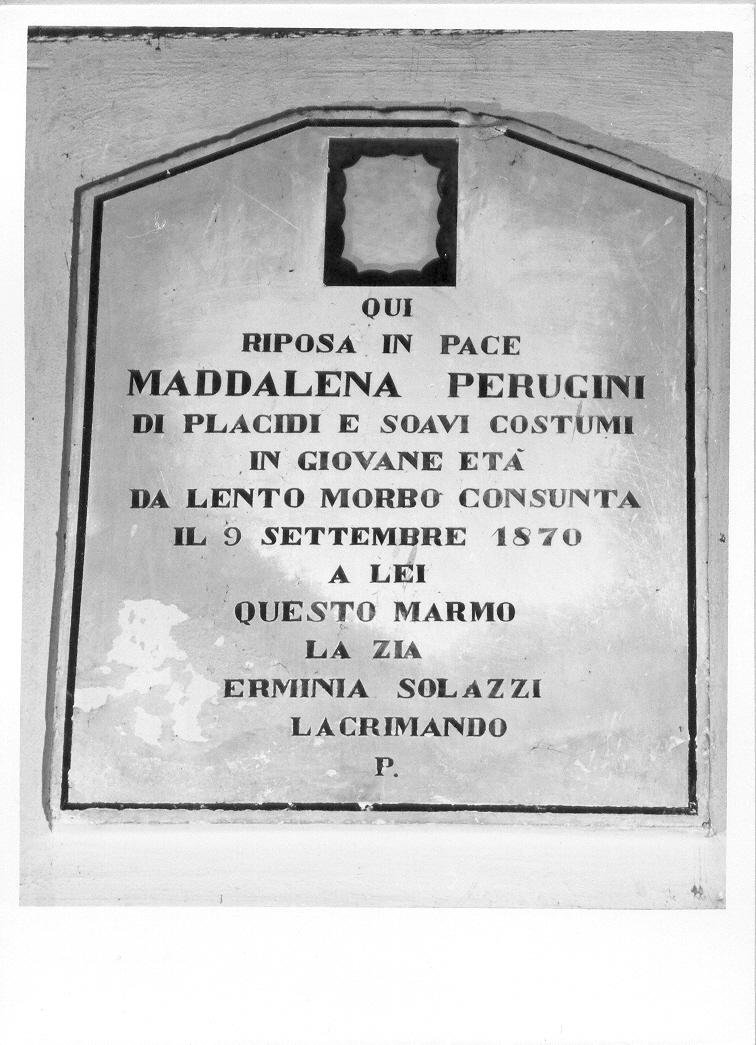 QUI
RIPOSA IN PACE
MADDALENA PERUGINI
DI PLACIDI E SOAVI COSTUMI
IN GIOVANE ETÀ
DA LENTO MORBO CONSUNTA
IL 9 SETTEMBRE 1870
A LEI
QUESTO MARMO
LA ZIA
ERMINIA SOLAZZI
LACRIMANDO
P.